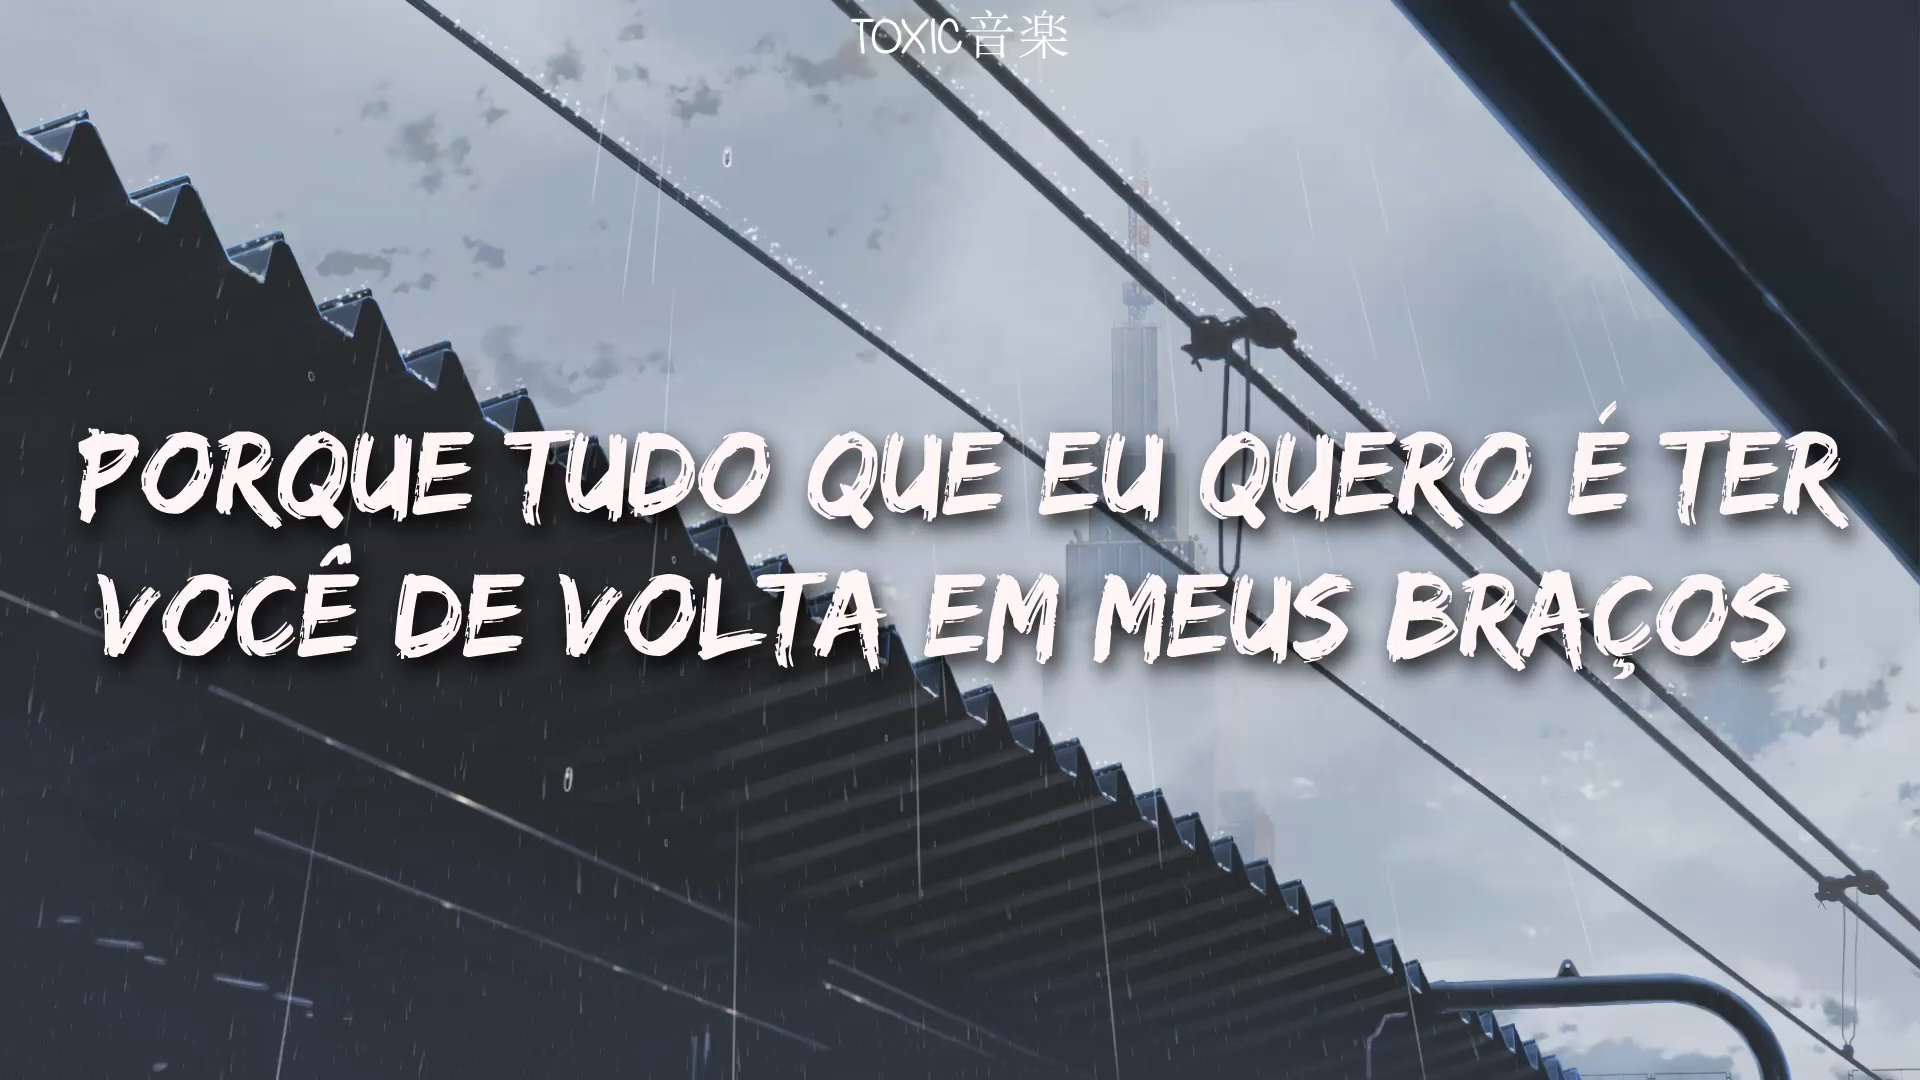 TOXIC音楽
PORQUE TUDO QUE EU QUERO É TER
VOCÊ DE VOLTA EM MEUS BRAÇOS